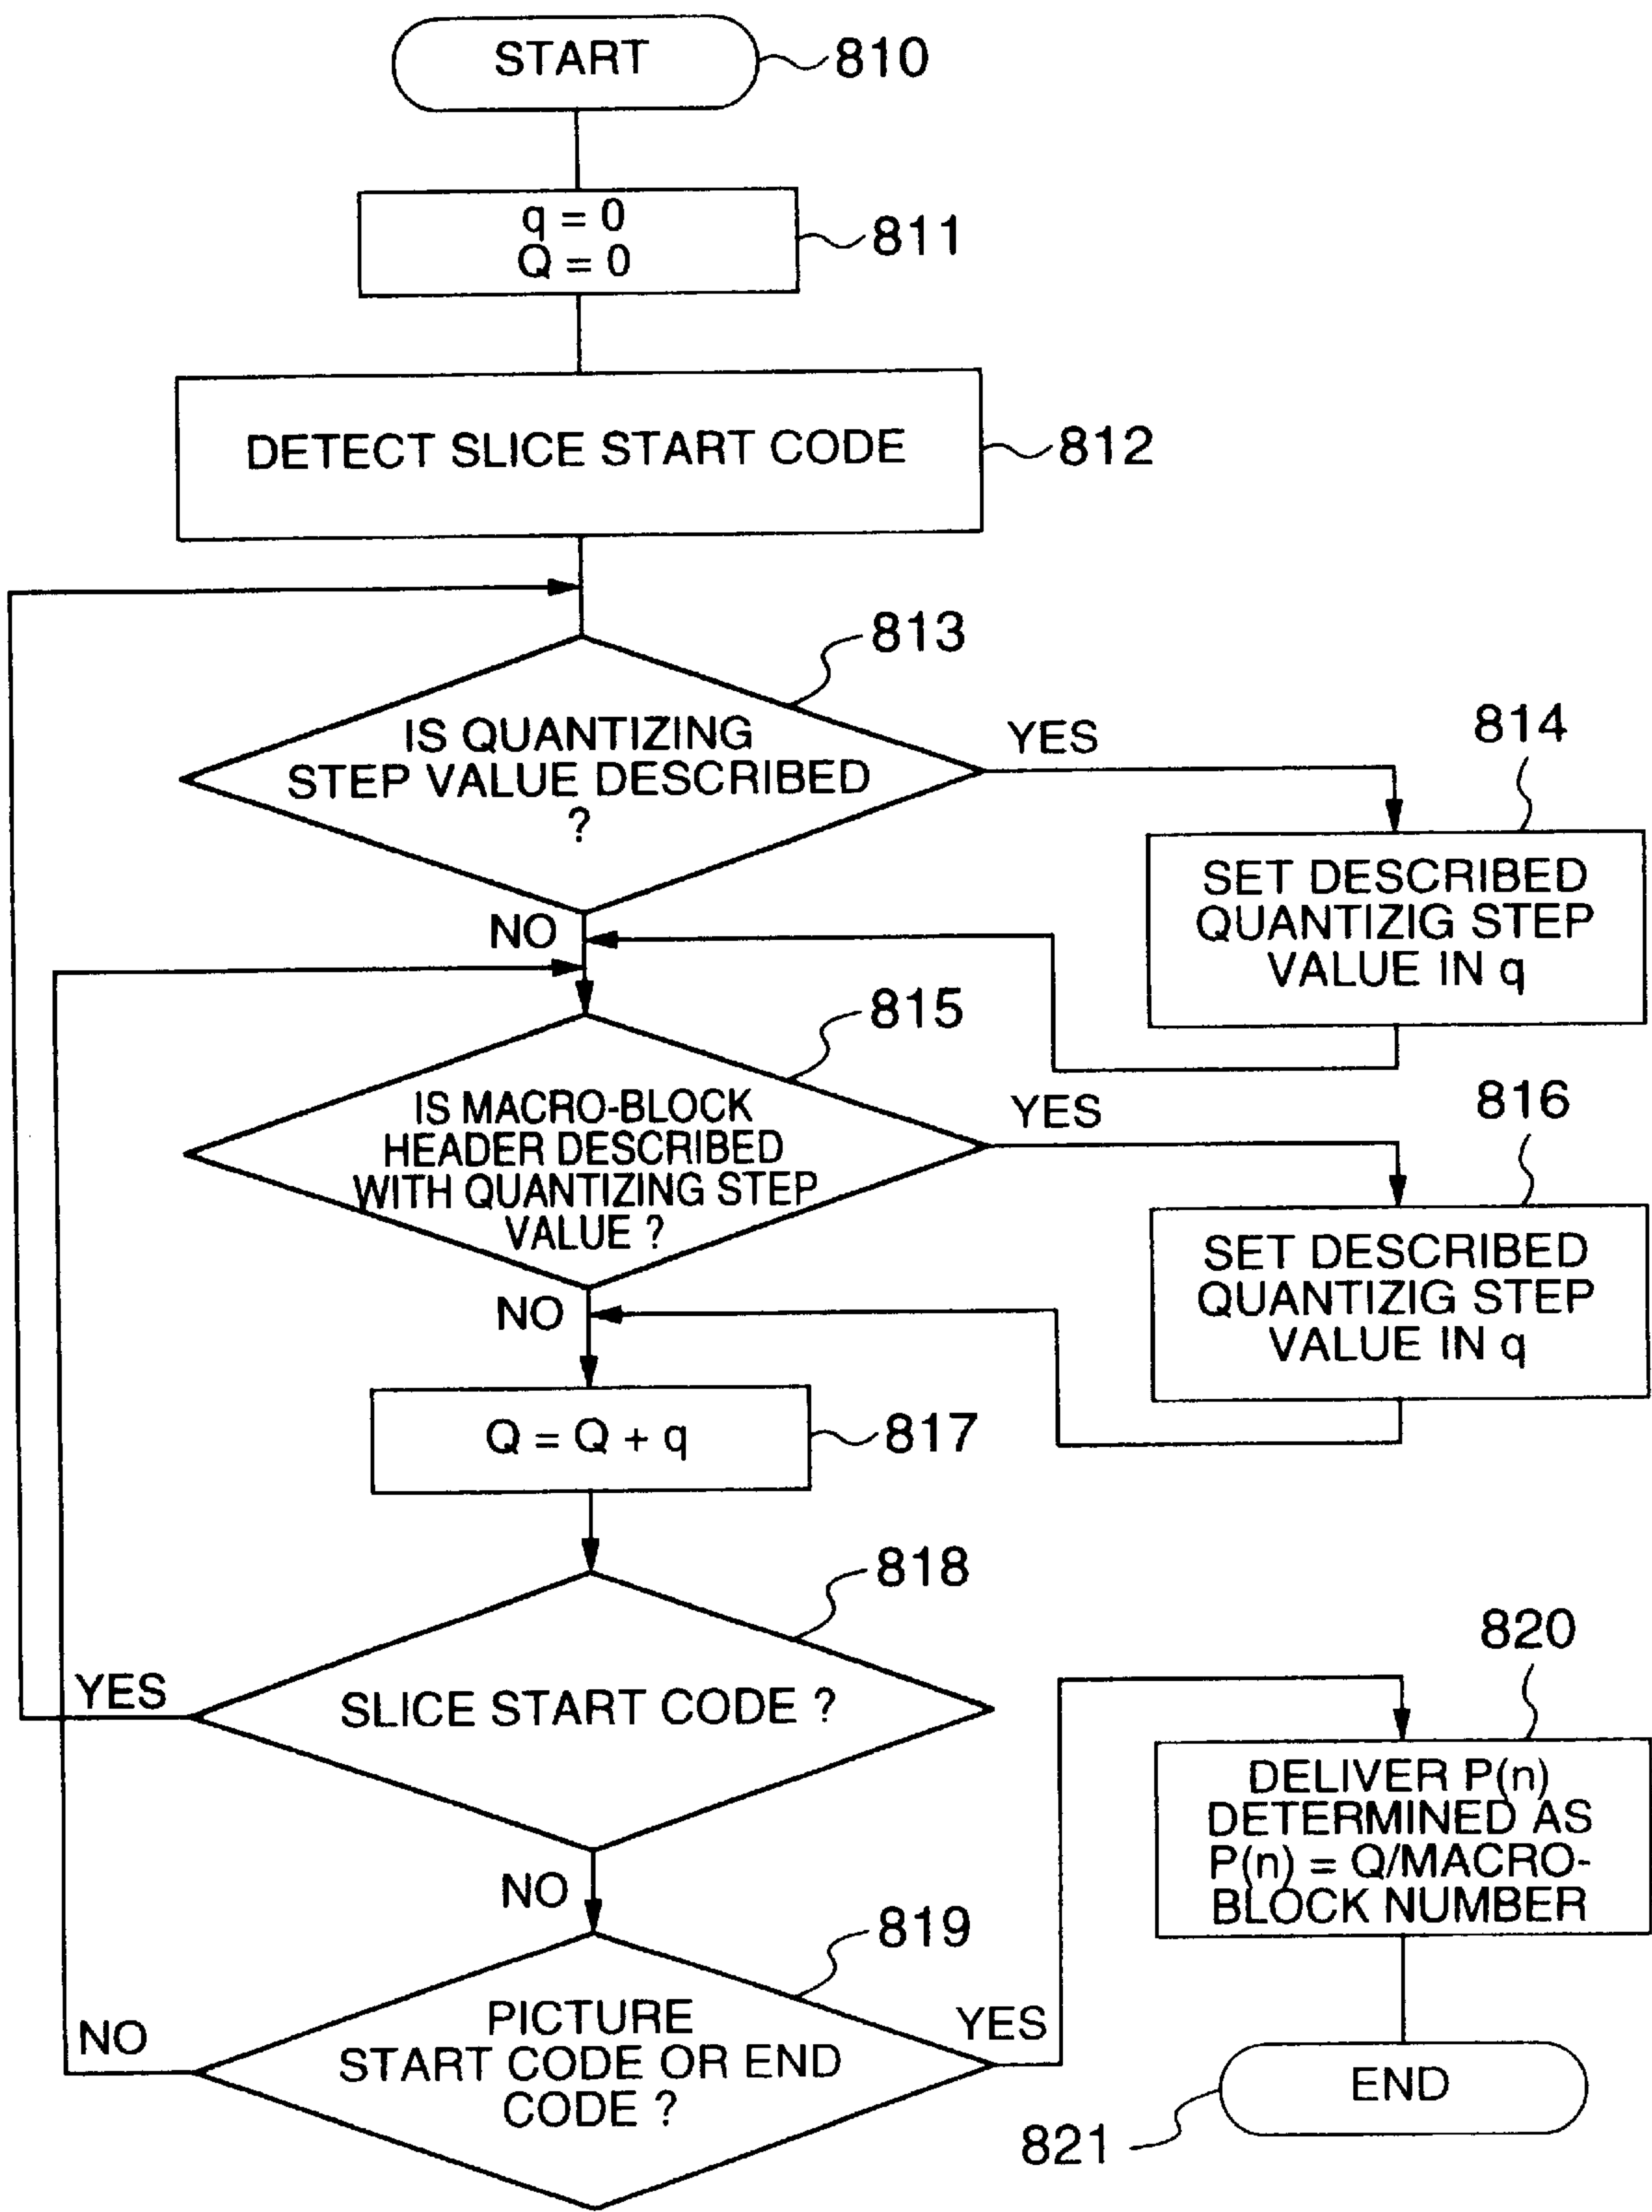 START
810
q = 0
Q = 0
811
DETECT SLICE START CODE
812
813
IS QUANTIZING
STEP VALUE DESCRIBED
?
YES
814
SET DESCRIBED
QUANTIZIG STEP
VALUE IN q
NO
815
IS MACRO-BLOCK
HEADER DESCRIBED
WITH QUANTIZING STEP
VALUE ?
YES
816
SET DESCRIBED
QUANTIZIG STEP
VALUE IN q
NO
Q = Q + q
817
818
SLICE START CODE ?
YES
NO
819
PICTURE
START CODE OR END
CODE ?
NO
YES
820
DELIVER P(n)
DETERMINED AS
P(n) = Q/MACRO-
BLOCK NUMBER
END
821